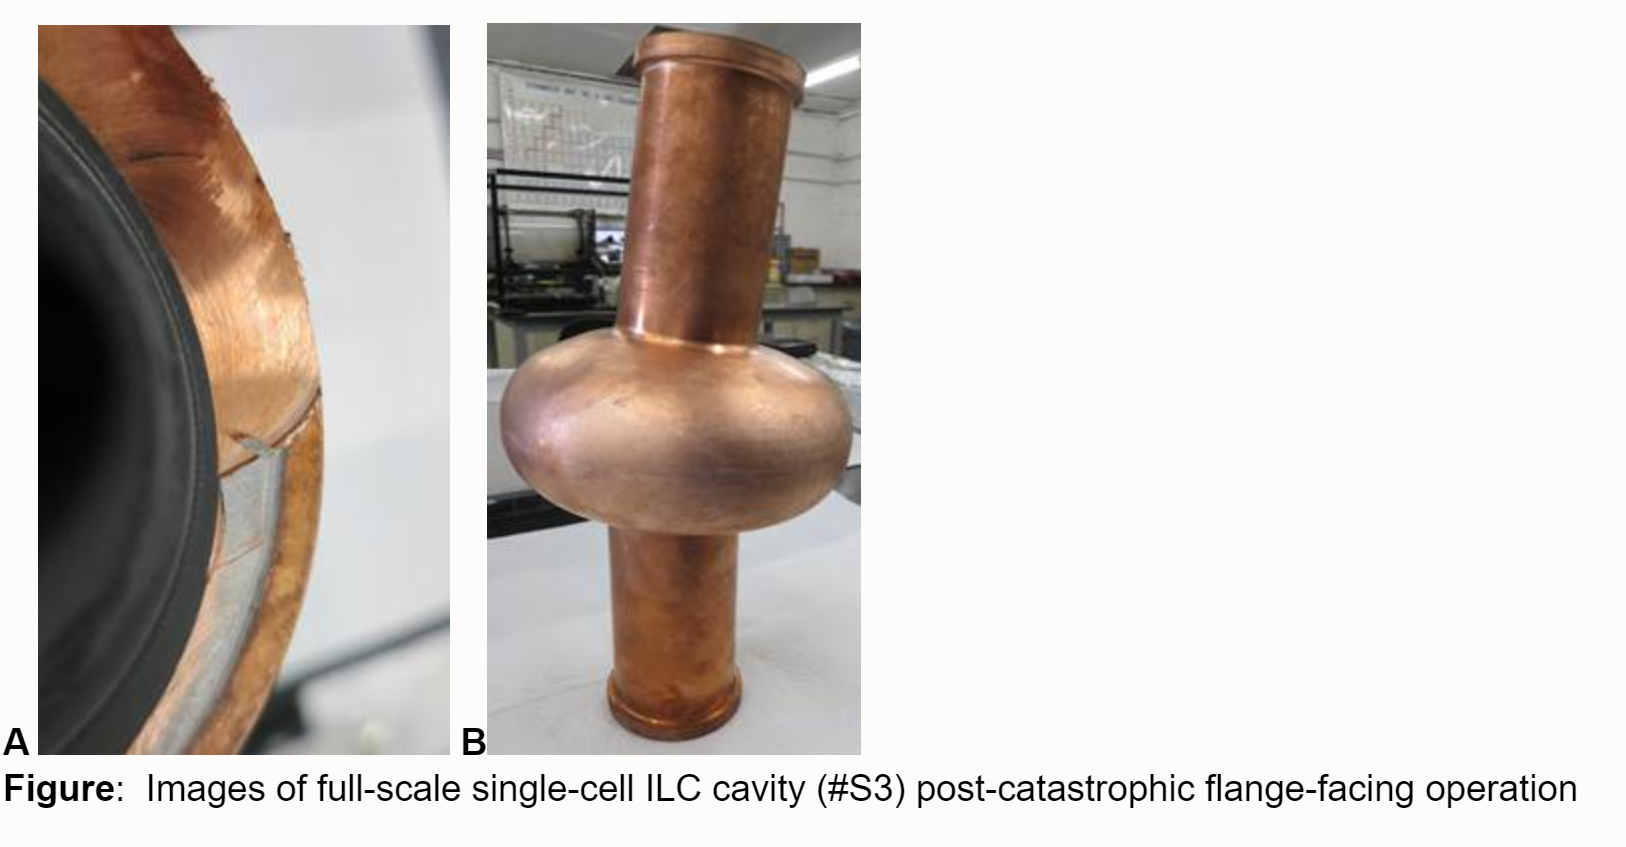 A B
Figure: Images of full-scale single-cell ILC cavity (#S3) post-catastrophic flange-facing operation